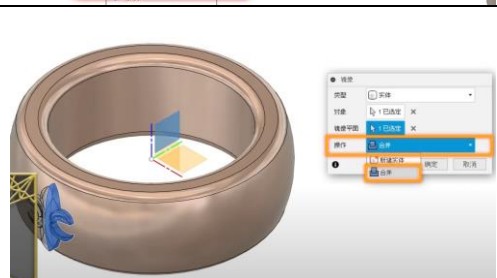 镜像
类型 实体
对象 1 已选定 ×
镜像平面 1 已选定 ×
操作 合并
新建实体
确定 取消
合并